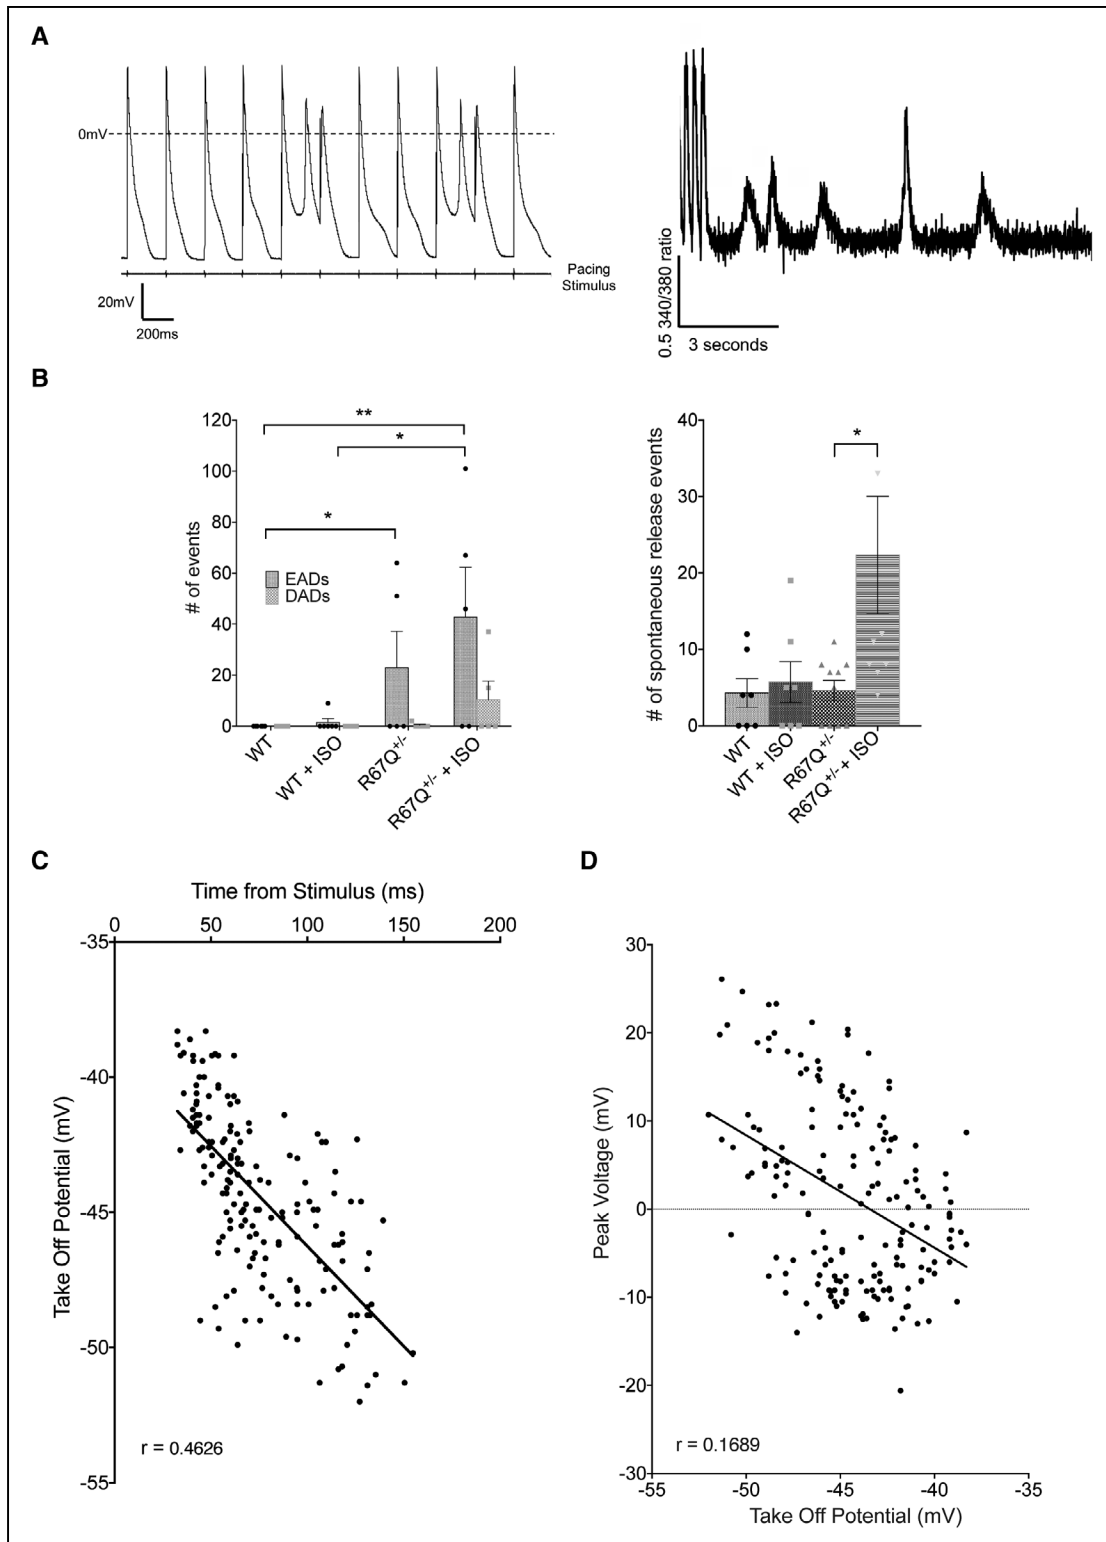 A
0mV
Pacing
Stimulus
20mV
200ms
0.5 340/380 ratio
3 seconds
B
120
100
80
60
40
20
0
# of events
**
*
*
EADs
DADs
WT
WT + ISO
R67Q+/-
R67Q+/- + ISO
40
30
20
10
0
# of spontaneous release events
*
WT
WT + ISO
R67Q+/-
R67Q+/- + ISO
C
Time from Stimulus (ms)
0 50 100 150 200
-35
-40
-45
-50
-55
Take Off Potential (mV)
r = 0.4626
D
30
20
10
0
-10
-20
-30
Peak Voltage (mV)
r = 0.1689
-55 -50 -45 -40 -35
Take Off Potential (mV)